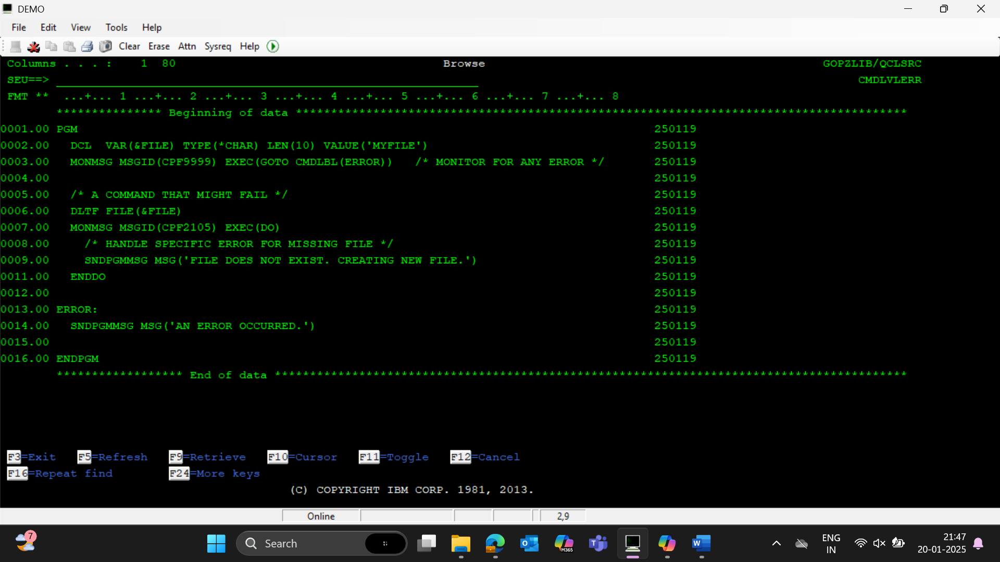 DEMO
File Edit View Tools Help
Clear Erase Attn Sysreq Help
Columns . . . :    1  80                                      Browse                                                GOPZLIB/QCLSRC
SEU==>                                                                                                                   CMDLVLERR
FMT **  ...+... 1 ...+... 2 ...+... 3 ...+... 4 ...+... 5 ...+... 6 ...+... 7 ...+... 8
*************** Beginning of data ***************************************************************************************
0001.00 PGM 250119
0002.00   DCL  VAR(&FILE) TYPE(*CHAR) LEN(10) VALUE('MYFILE') 250119
0003.00   MONMSG MSGID(CPF9999) EXEC(GOTO CMDLBL(ERROR))   /* MONITOR FOR ANY ERROR */ 250119
0004.00 250119
0005.00   /* A COMMAND THAT MIGHT FAIL */ 250119
0006.00   DLTF FILE(&FILE) 250119
0007.00   MONMSG MSGID(CPF2105) EXEC(DO) 250119
0008.00     /* HANDLE SPECIFIC ERROR FOR MISSING FILE */ 250119
0009.00     SNDPGMMSG MSG('FILE DOES NOT EXIST. CREATING NEW FILE.') 250119
0011.00   ENDDO 250119
0012.00 250119
0013.00 ERROR: 250119
0014.00   SNDPGMMSG MSG('AN ERROR OCCURRED.') 250119
0015.00 250119
0016.00 ENDPGM 250119
****************** End of data ******************************************************************************************
F3=Exit   F5=Refresh   F9=Retrieve   F10=Cursor   F11=Toggle   F12=Cancel
F16=Repeat find        F24=More keys
(C) COPYRIGHT IBM CORP. 1981, 2013.
Online 2,9
7 Search M365 ENG 21:47
IN 20-01-2025